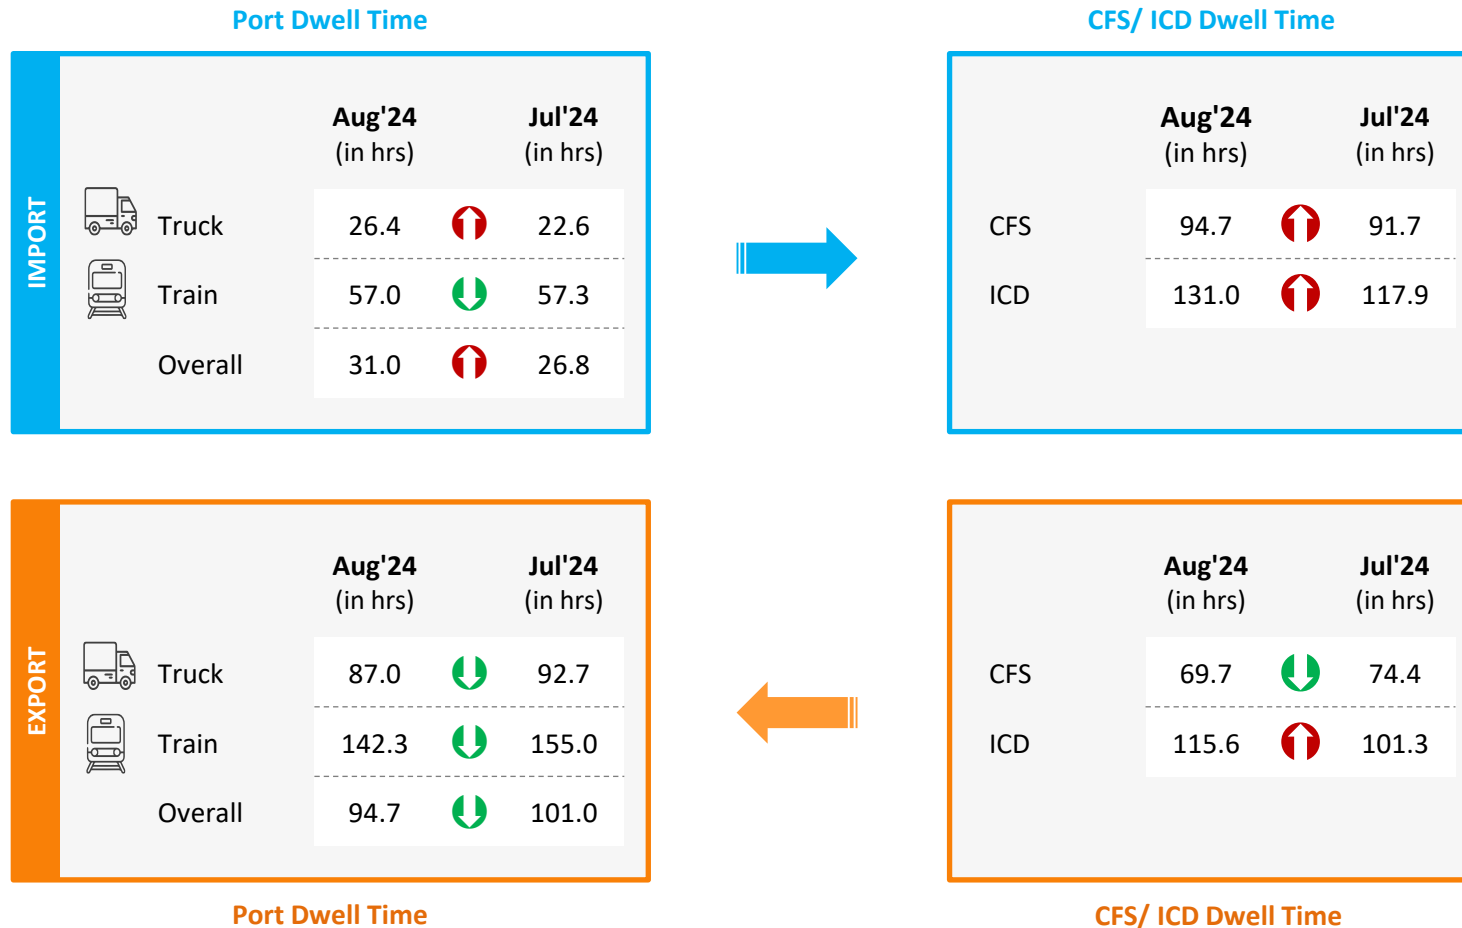 Port Dwell Time
CFS/ ICD Dwell Time
IMPORT
Aug'24 Jul'24
(in hrs) (in hrs)
Truck 26.4 22.6
Train 57.0 57.3
Overall 31.0 26.8
Aug'24 Jul'24
(in hrs) (in hrs)
CFS 94.7 91.7
ICD 131.0 117.9
EXPORT
Aug'24 Jul'24
(in hrs) (in hrs)
Truck 87.0 92.7
Train 142.3 155.0
Overall 94.7 101.0
Aug'24 Jul'24
(in hrs) (in hrs)
CFS 69.7 74.4
ICD 115.6 101.3
Port Dwell Time
CFS/ ICD Dwell Time